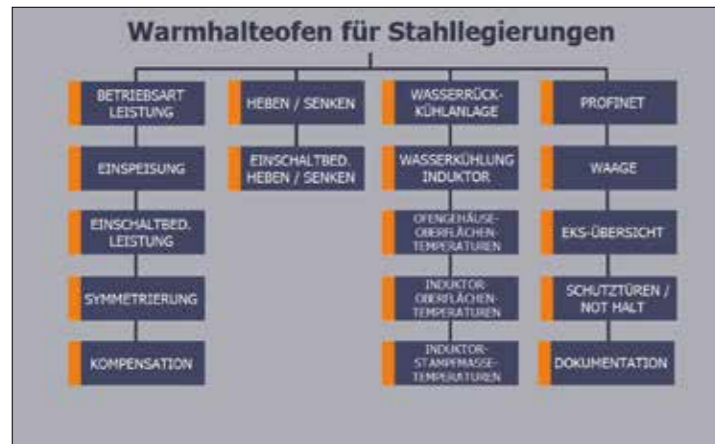 Warmhalteofen für Stahllegierungen
BETRIEBSART
LEISTUNG
EINSPEISUNG
EINSCHALTBED.
LEISTUNG
SYMMETRIERUNG
KOMPENSATION
HEBEN / SENKEN
EINSCHALTBED.
HEBEN / SENKEN
WASSERRÜCK-
KÜHLANLAGE
WASSERKÜHLUNG
INDUKTOR
OFENGEHÄUSE-
OBERFLÄCHEN-
TEMPERATUREN
INDUKTOR
OBERFLÄCHEN-
TEMPERATUREN
INDUKTOR-
STAMPFMASSE-
TEMPERATUREN
PROFINET
WAAGE
EKS-ÜBERSICHT
SCHUTZTÜREN /
NOT HALT
DOKUMENTATION